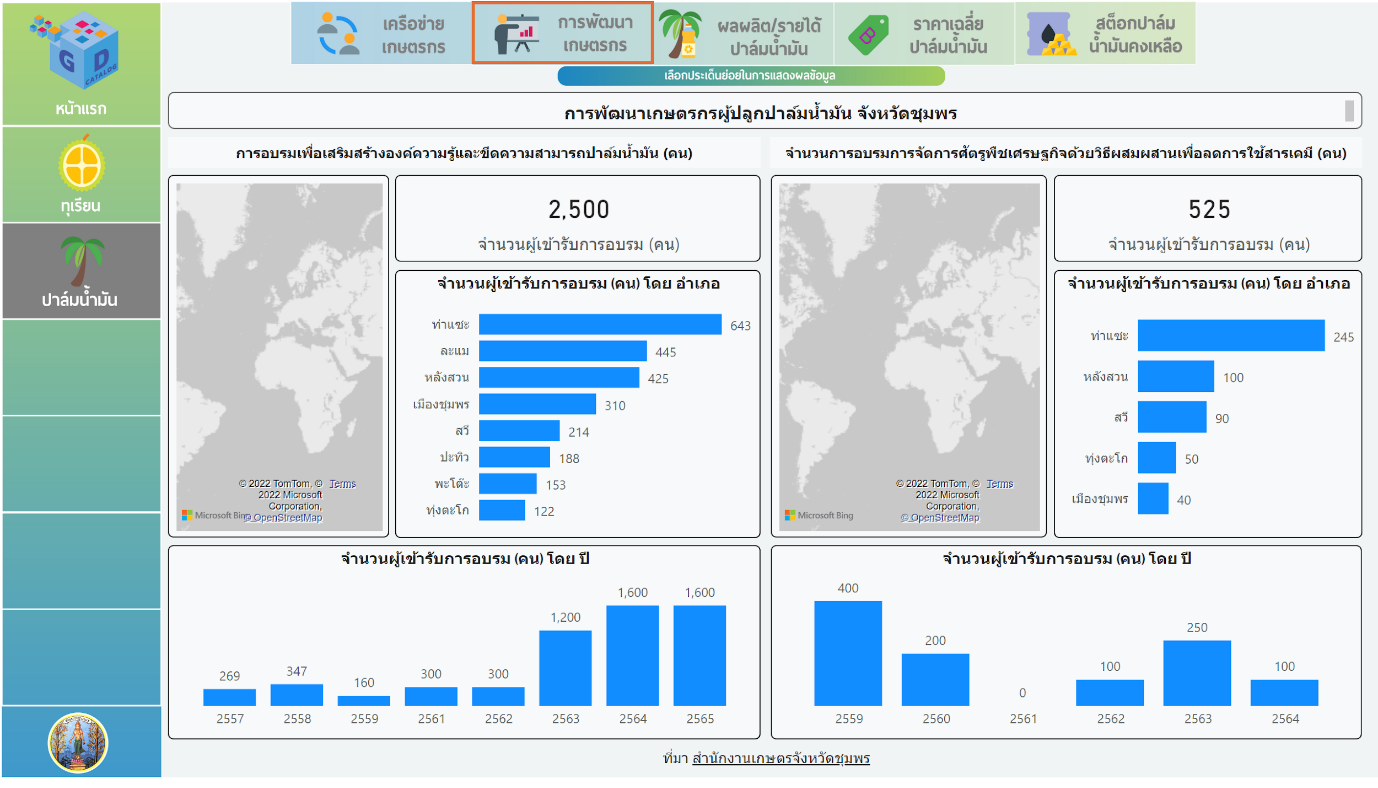 G D
CATALOG
หน้าแรก
ทุเรียน
ปาล์มน้ำมัน
เครือข่าย
เกษตรกร
การพัฒนา
เกษตรกร
ผลผลิต/รายได้
ปาล์มน้ำมัน
ราคาเฉลี่ย
ปาล์มน้ำมัน
สต็อกปาล์ม
น้ำมันคงเหลือ
เลือกประเด็นย่อยในการแสดงผลข้อมูล
การพัฒนาเกษตรกรผู้ปลูกปาล์มน้ำมัน จังหวัดชุมพร
การอบรมเพื่อเสริมสร้างองค์ความรู้และขีดความสามารถปาล์มน้ำมัน (คน)
2,500
จำนวนผู้เข้ารับการอบรม (คน)
จำนวนผู้เข้ารับการอบรม (คน) โดย อำเภอ
ท่าแซะ 643
ละแม 445
หลังสวน 425
เมืองชุมพร 310
สวี 214
ปะทิว 188
พะโต๊ะ 153
ทุ่งตะโก 122
© 2022 TomTom, © Terms
2022 Microsoft
Corporation,
Microsoft Bing © OpenStreetMap
จำนวนผู้เข้ารับการอบรม (คน) โดย ปี
269 347 160 300 300 1,200 1,600 1,600
2557 2558 2559 2561 2562 2563 2564 2565
จำนวนการอบรมการจัดการศัตรูพืชเศรษฐกิจด้วยวิธีผสมผสานเพื่อลดการใช้สารเคมี (คน)
525
จำนวนผู้เข้ารับการอบรม (คน)
จำนวนผู้เข้ารับการอบรม (คน) โดย อำเภอ
ท่าแซะ 245
หลังสวน 100
สวี 90
ทุ่งตะโก 50
เมืองชุมพร 40
© 2022 TomTom, © Terms
2022 Microsoft
Corporation,
Microsoft Bing © OpenStreetMap
จำนวนผู้เข้ารับการอบรม (คน) โดย ปี
400 200 0 100 250 100
2559 2560 2561 2562 2563 2564
ที่มา สำนักงานเกษตรจังหวัดชุมพร